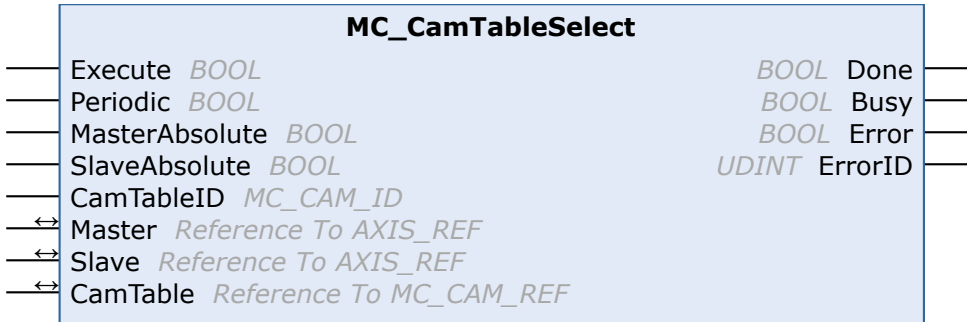 MC_CamTableSelect
Execute BOOL BOOL Done
Periodic BOOL BOOL Busy
MasterAbsolute BOOL BOOL Error
SlaveAbsolute BOOL UDINT ErrorID
CamTableID MC_CAM_ID
↔ Master Reference To AXIS_REF
↔ Slave Reference To AXIS_REF
↔ CamTable Reference To MC_CAM_REF